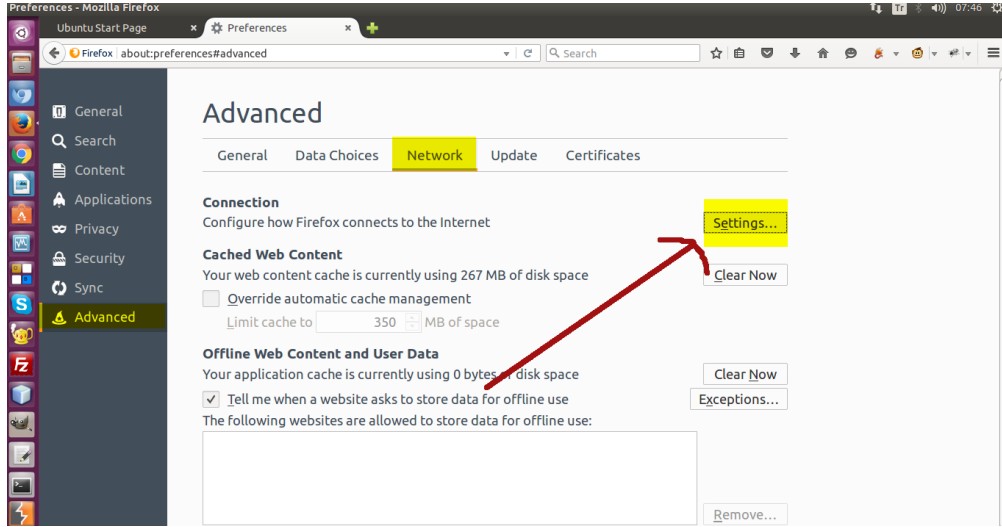 Preferences - Mozilla Firefox
Tr
07:46
Ubuntu Start Page
Preferences
Firefox
about:preferences#advanced
Search
General
Search
Content
Applications
Privacy
Security
Sync
Advanced
Advanced
General Data Choices Network Update Certificates
Connection
Configure how Firefox connects to the Internet
Settings...
Cached Web Content
Your web content cache is currently using 267 MB of disk space
Clear Now
Override automatic cache management
Limit cache to 350 MB of space
Offline Web Content and User Data
Your application cache is currently using 0 bytes of disk space
Clear Now
Tell me when a website asks to store data for offline use
Exceptions...
The following websites are allowed to store data for offline use:
Remove...